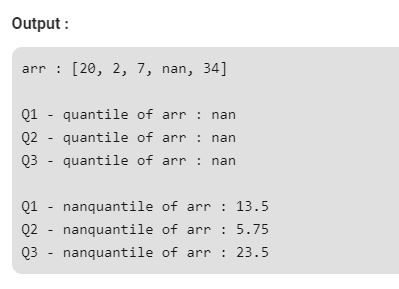 Output :
arr : [20, 2, 7, nan, 34]
Q1 - quantile of arr : nan
Q2 - quantile of arr : nan
Q3 - quantile of arr : nan
Q1 - nanquantile of arr : 13.5
Q2 - nanquantile of arr : 5.75
Q3 - nanquantile of arr : 23.5